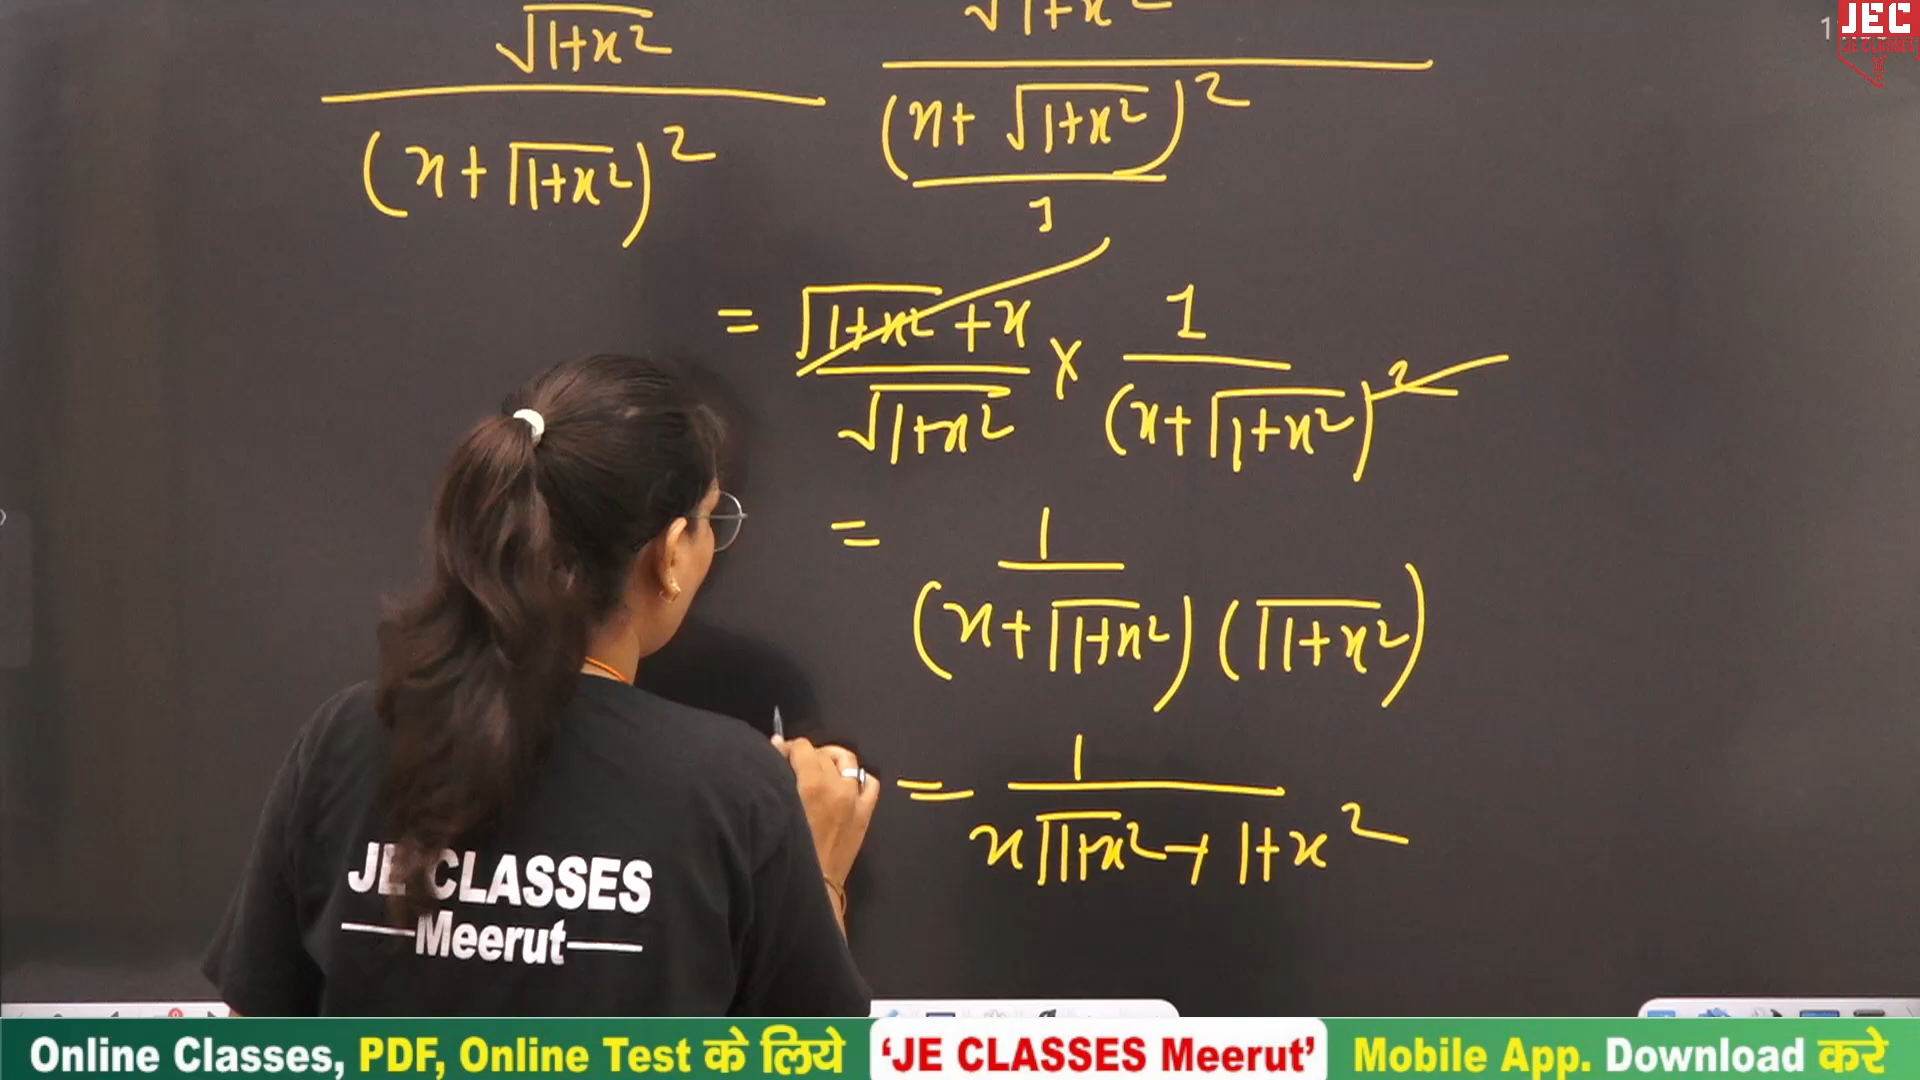 √1+x²
(x+√1+x²)²
√1+x²
(x+√1+x²)²
1
= √1+x² + x / √1+x² × 1 / (x+√1+x²)²
= 1 / (x+√1+x²)(√1+x²)
= 1 / x√1+x² + 1+x²
JEC
JE CLASSES
JE CLASSES
Meerut
Online Classes, PDF, Online Test के लिये 'JE CLASSES Meerut' Mobile App. Download करे